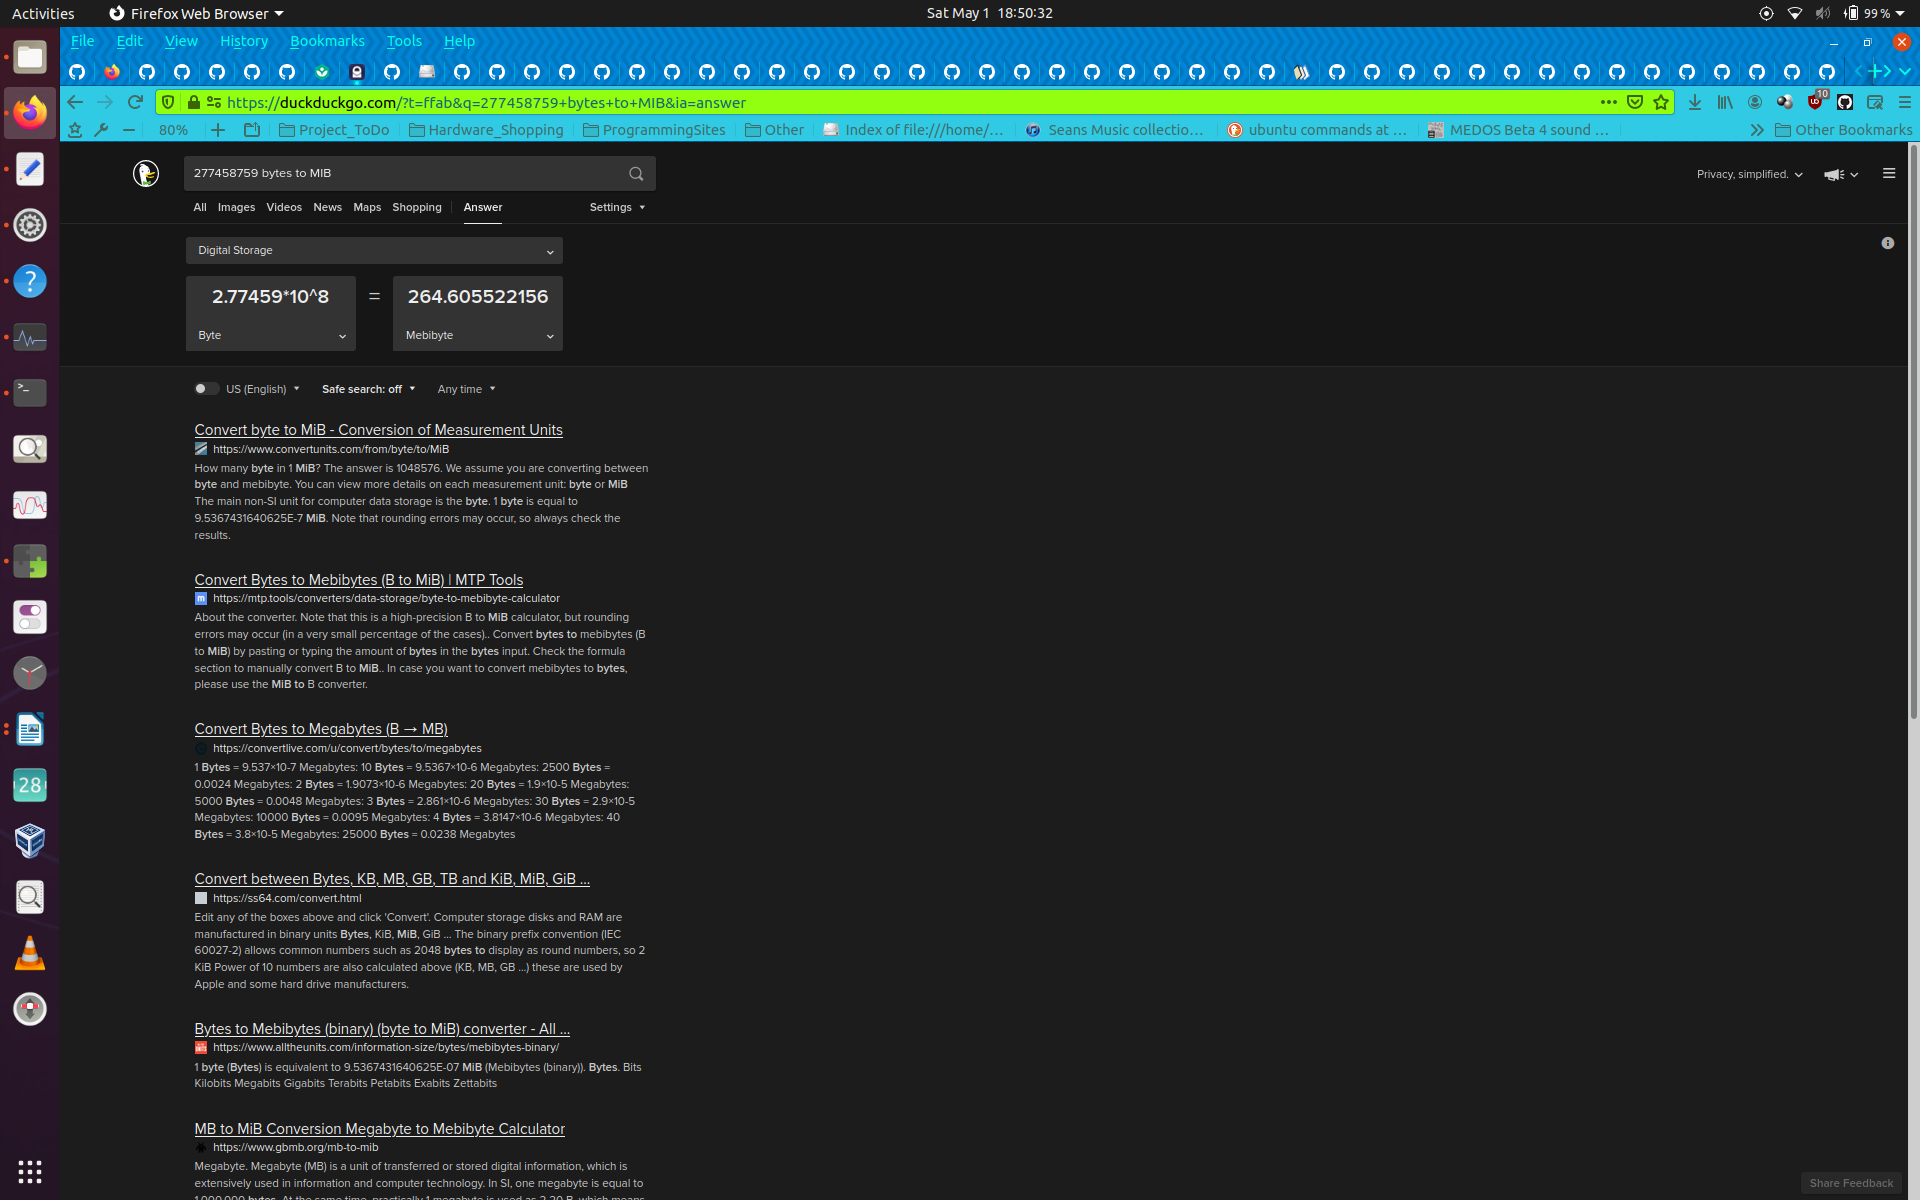 Activities
Firefox Web Browser
Sat May 1 18:50:32
99 %
File Edit View History Bookmarks Tools Help
https://duckduckgo.com/?t=ffab&q=277458759+bytes+to+MIB&ia=answer
10
80%
Project_ToDo
Hardware_Shopping
ProgrammingSites
Other
Index of file:///home/...
Seans Music collectio...
ubuntu commands at ...
MEDOS Beta 4 sound ...
Other Bookmarks
277458759 bytes to MIB
Privacy, simplified.
All Images Videos News Maps Shopping Answer Settings
Digital Storage
2.77459*10^8 = 264.605522156
Byte Mebibyte
US (English) Safe search: off Any time
Convert byte to MiB - Conversion of Measurement Units
https://www.convertunits.com/from/byte/to/MiB
How many byte in 1 MiB? The answer is 1048576. We assume you are converting between
byte and mebibyte. You can view more details on each measurement unit: byte or MiB
The main non-SI unit for computer data storage is the byte. 1 byte is equal to
9.5367431640625E-7 MiB. Note that rounding errors may occur, so always check the
results.
Convert Bytes to Mebibytes (B to MiB) | MTP Tools
m
https://mtp.tools/converters/data-storage/byte-to-mebibyte-calculator
About the converter. Note that this is a high-precision B to MiB calculator, but rounding
errors may occur (in a very small percentage of the cases).. Convert bytes to mebibytes (B
to MiB) by pasting or typing the amount of bytes in the bytes input. Check the formula
section to manually convert B to MiB.. In case you want to convert mebibytes to bytes,
please use the MiB to B converter.
Convert Bytes to Megabytes (B → MB)
https://convertlive.com/u/convert/bytes/to/megabytes
1 Bytes = 9.537×10-7 Megabytes: 10 Bytes = 9.5367×10-6 Megabytes: 2500 Bytes =
0.0024 Megabytes: 2 Bytes = 1.9073×10-6 Megabytes: 20 Bytes = 1.9×10-5 Megabytes:
5000 Bytes = 0.0048 Megabytes: 3 Bytes = 2.861×10-6 Megabytes: 30 Bytes = 2.9×10-5
Megabytes: 10000 Bytes = 0.0095 Megabytes: 4 Bytes = 3.8147×10-6 Megabytes: 40
Bytes = 3.8×10-5 Megabytes: 25000 Bytes = 0.0238 Megabytes
28
Convert between Bytes, KB, MB, GB, TB and KiB, MiB, GiB ...
https://ss64.com/convert.html
Edit any of the boxes above and click 'Convert'. Computer storage disks and RAM are
manufactured in binary units Bytes, KiB, MiB, GiB ... The binary prefix convention (IEC
60027-2) allows common numbers such as 2048 bytes to display as round numbers, so 2
KiB Power of 10 numbers are also calculated above (KB, MB, GB ...) these are used by
Apple and some hard drive manufacturers.
Bytes to Mebibytes (binary) (byte to MiB) converter - All ...
https://www.alltheunits.com/information-size/bytes/mebibytes-binary/
1 byte (Bytes) is equivalent to 9.5367431640625E-07 MiB (Mebibytes (binary)). Bytes. Bits
Kilobits Megabits Gigabits Terabits Petabits Exabits Zettabits
MB to MiB Conversion Megabyte to Mebibyte Calculator
https://www.gbmb.org/mb-to-mib
Megabyte. Megabyte (MB) is a unit of transferred or stored digital information, which is
extensively used in information and computer technology. In SI, one megabyte is equal to
1,000,000 bytes. At the same time, practically 1 megabyte is used as 2 20 B, which means
Share Feedback